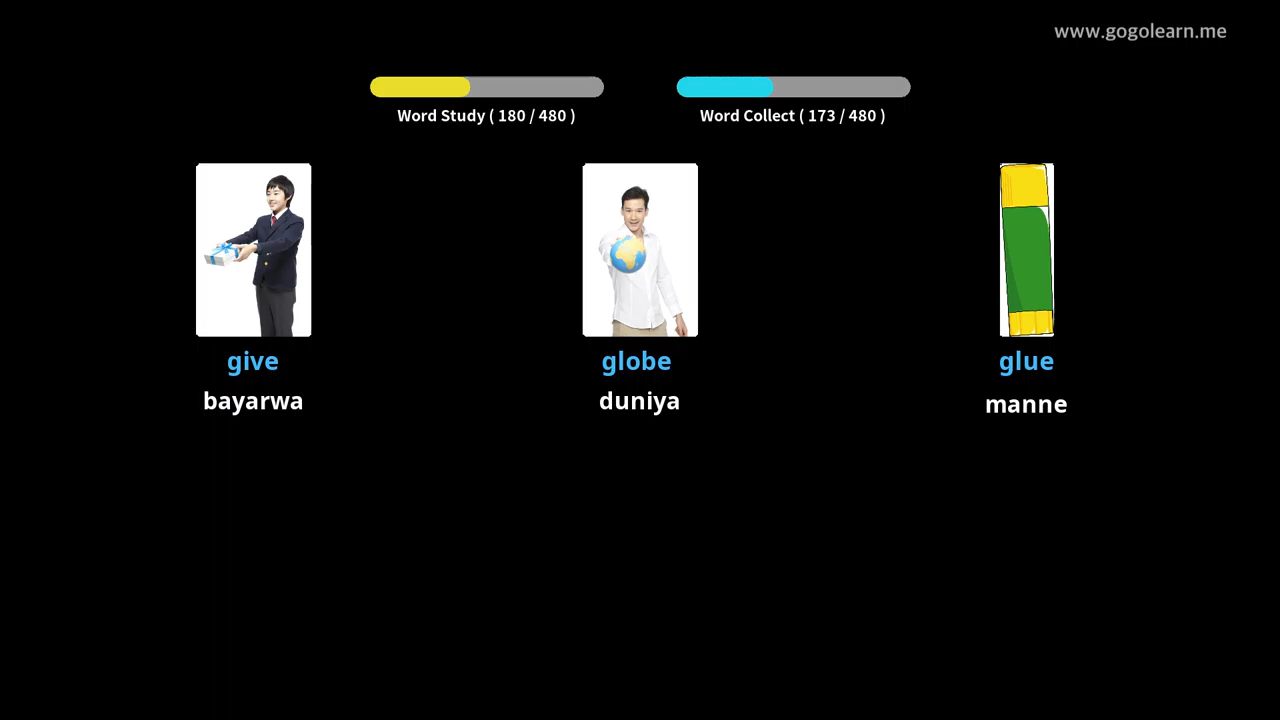 www.gogolearn.me
Word Study ( 180 / 480 )
Word Collect ( 173 / 480 )
give
globe
glue
bayarwa
duniya
manne